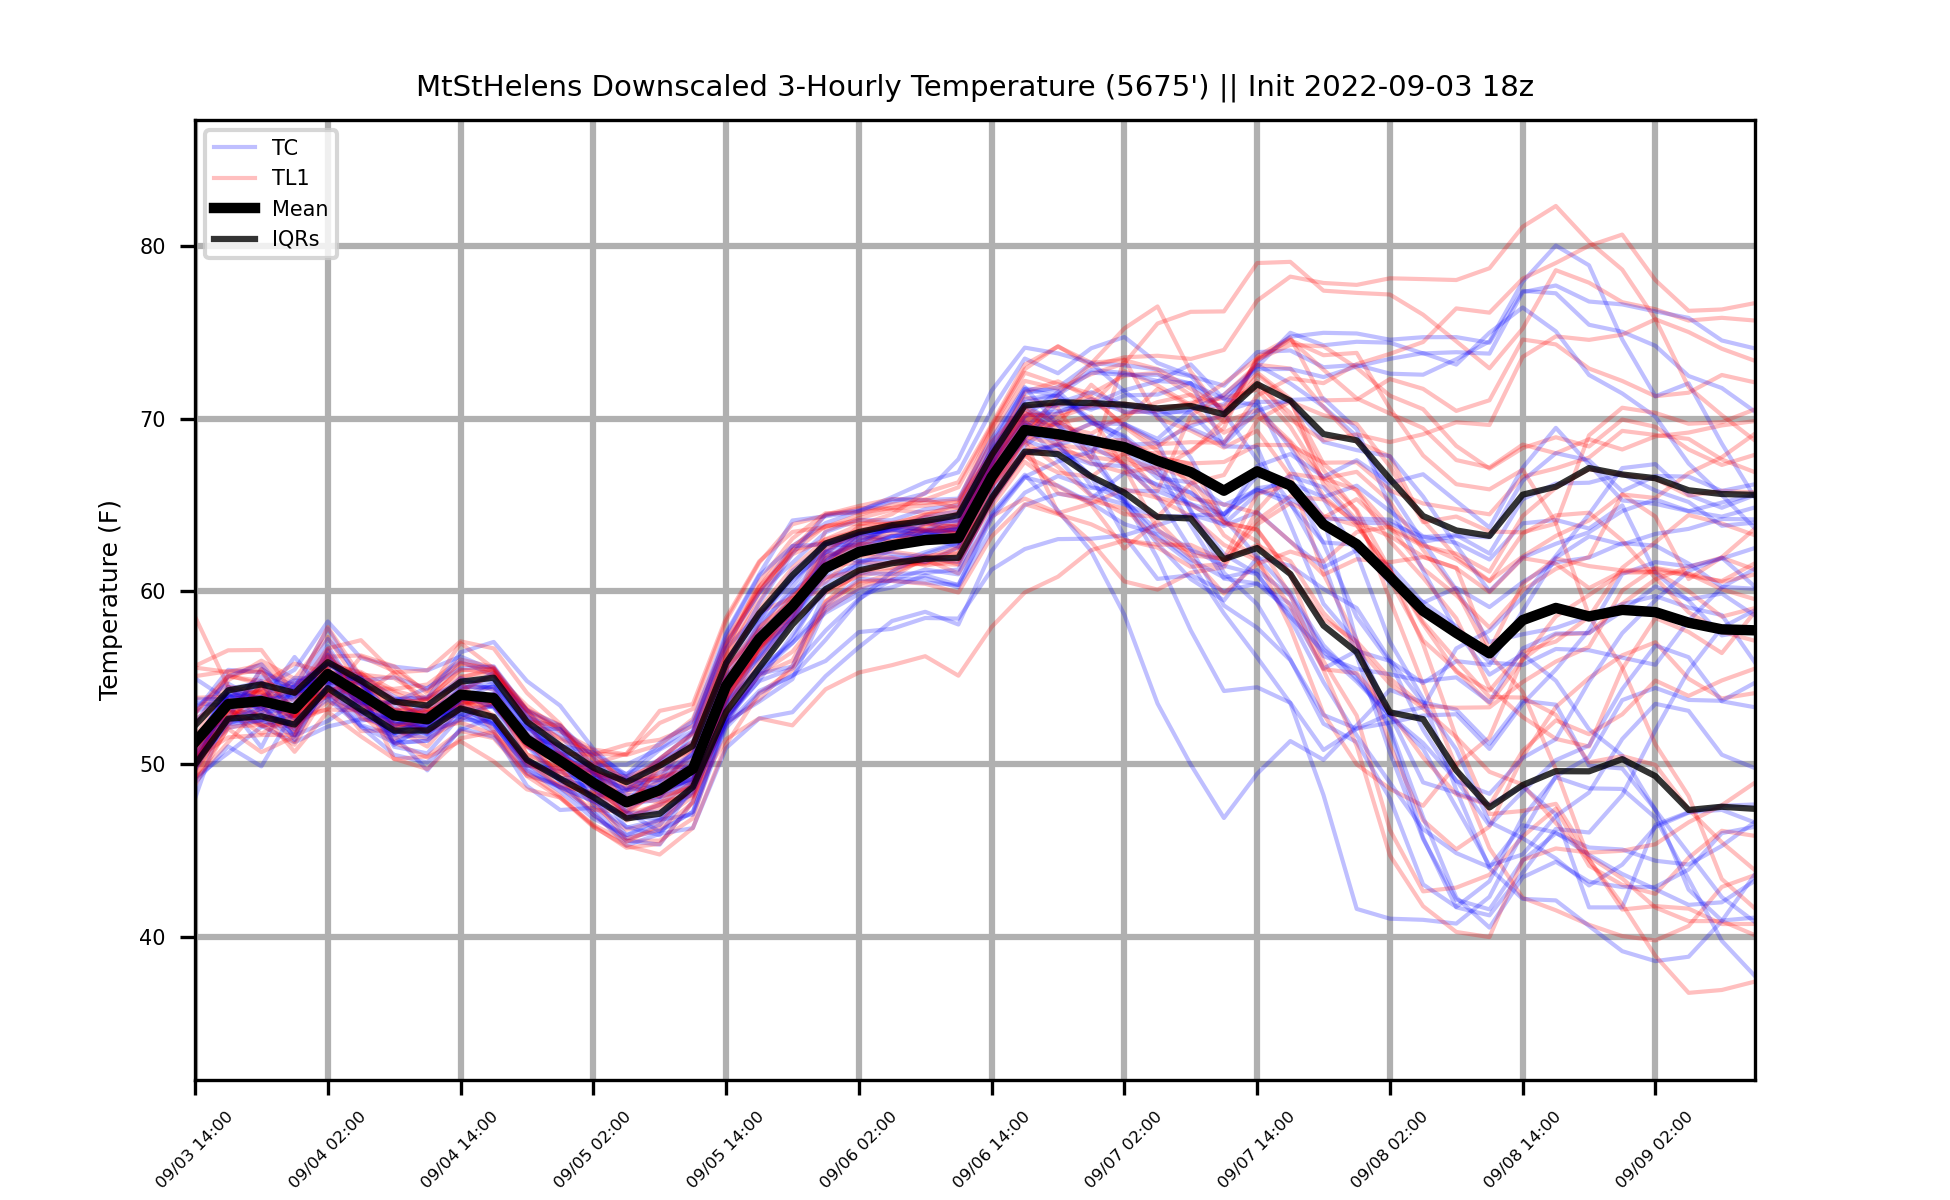 MtStHelens Downscaled 3-Hourly Temperature (5675') || Init 2022-09-03 18z
TC
TL1
Mean
IQRs
Temperature (F)
80
70
60
50
40
09/03 14:00
09/04 02:00
09/04 14:00
09/05 02:00
09/05 14:00
09/06 02:00
09/06 14:00
09/07 02:00
09/07 14:00
09/08 02:00
09/08 14:00
09/09 02:00